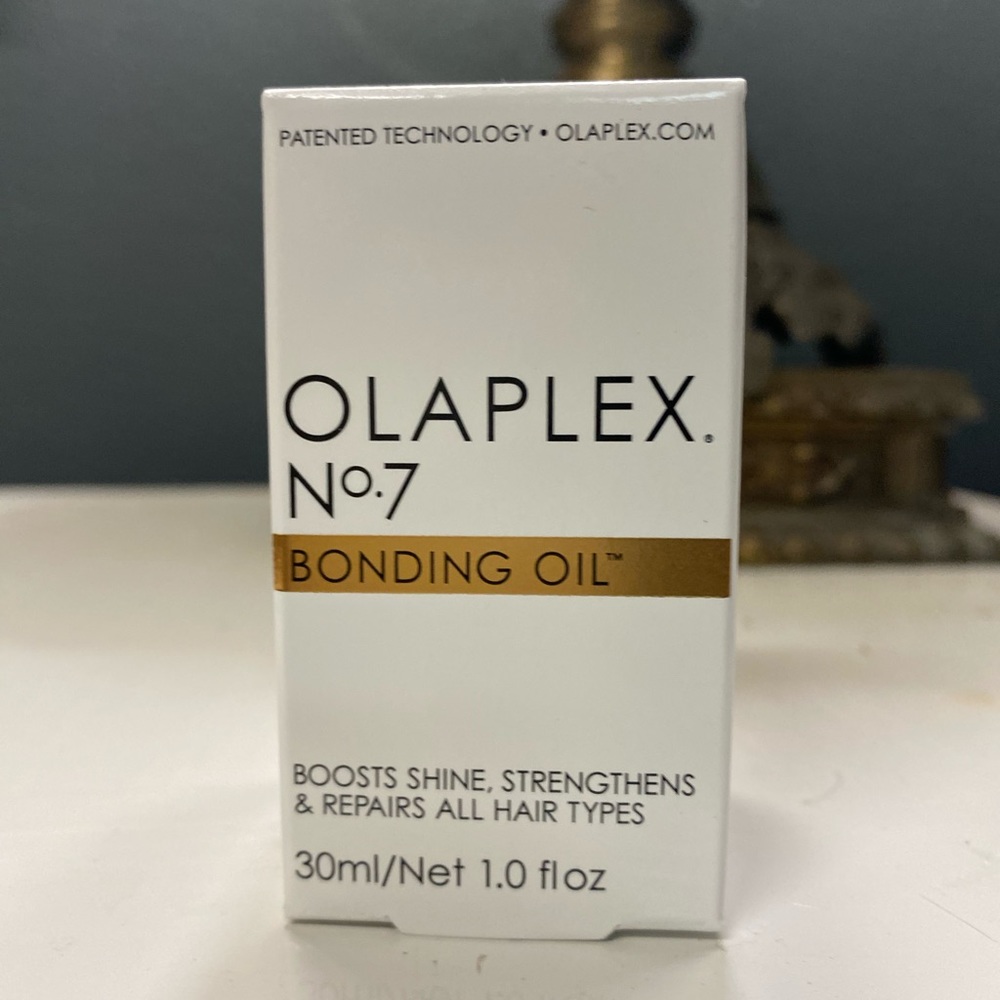 PATENTED TECHNOLOGY • OLAPLEX.COM
OLAPLEX®
Nº.7
BONDING OIL™
BOOSTS SHINE, STRENGTHENS
& REPAIRS ALL HAIR TYPES
30ml/Net 1.0 fl oz